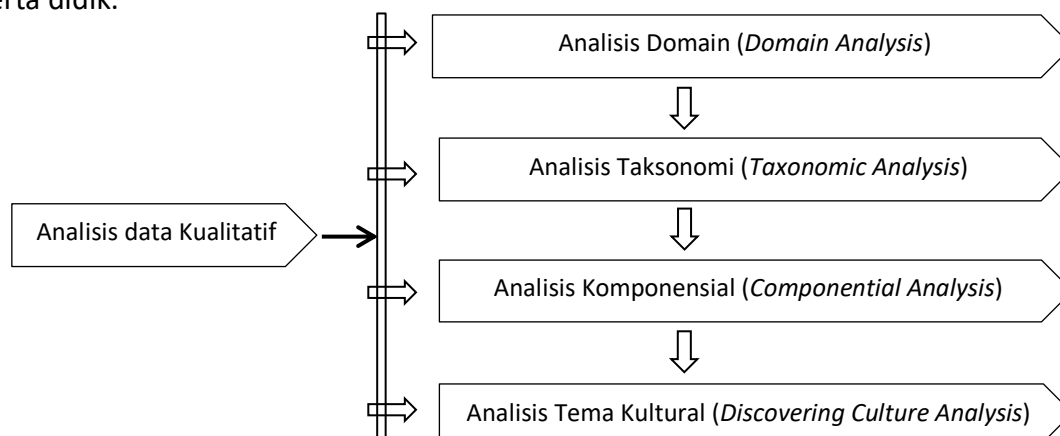 didik.
Analisis Domain (Domain Analysis)
Analisis Taksonomi (Taxonomic Analysis)
Analisis data Kualitatif
Analisis Komponensial (Componential Analysis)
Analisis Tema Kultural (Discovering Culture Analysis)